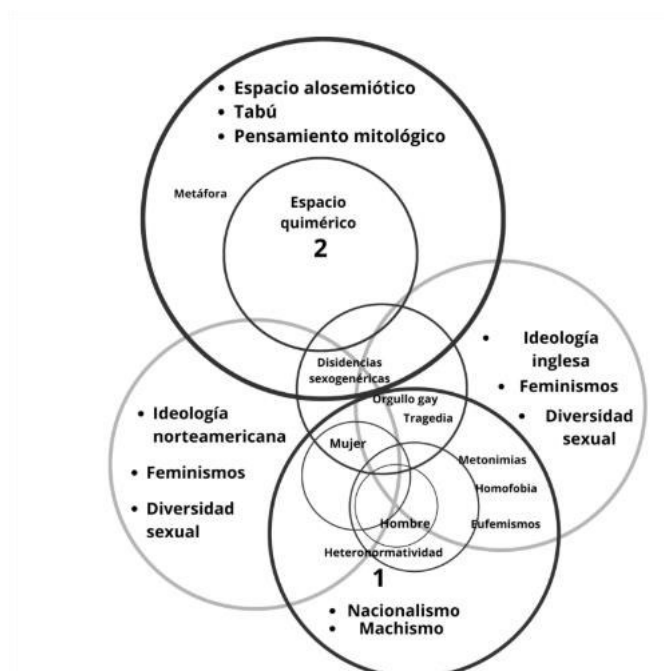 • Espacio alosemiótico
• Tabú
• Pensamiento mitológico
Metáfora
Espacio
quimérico
2
Disidencias
sexogenéricas
• Ideología
inglesa
• Feminismos
• Diversidad
sexual
Orgullo gay
Tragedia
• Ideología
norteamericana
• Feminismos
• Diversidad
sexual
Mujer
Metonimias
Homofobia
Eufemismos
Hombre
Heteronormatividad
1
• Nacionalismo
• Machismo